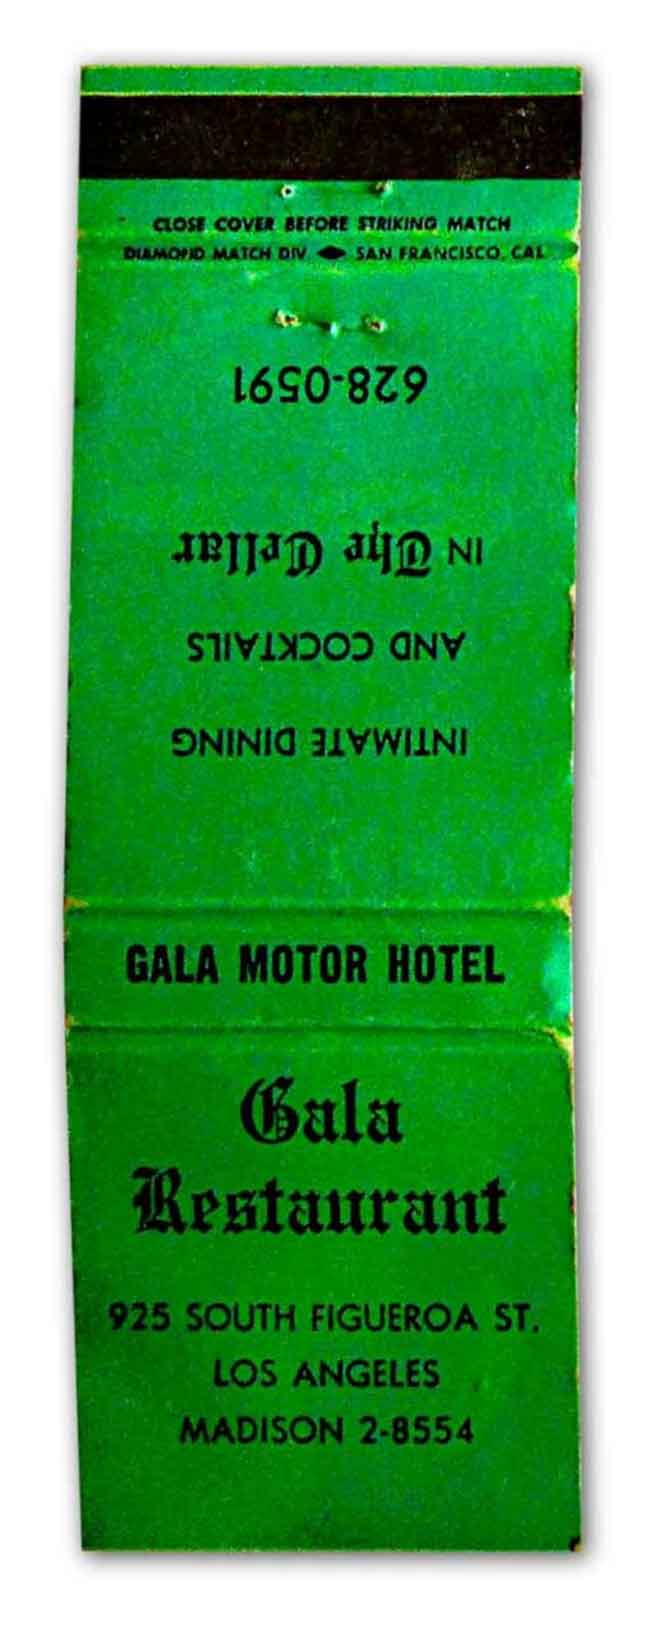 CLOSE COVER BEFORE STRIKING MATCH
DIAMOND MATCH DIV. SAN FRANCISCO, CAL.
INTIMATE DINING
AND COCKTAILS
IN The Cellar
628-0591
GALA MOTOR HOTEL
Gala
Restaurant
925 SOUTH FIGUEROA ST.
LOS ANGELES
MADISON 2-8554